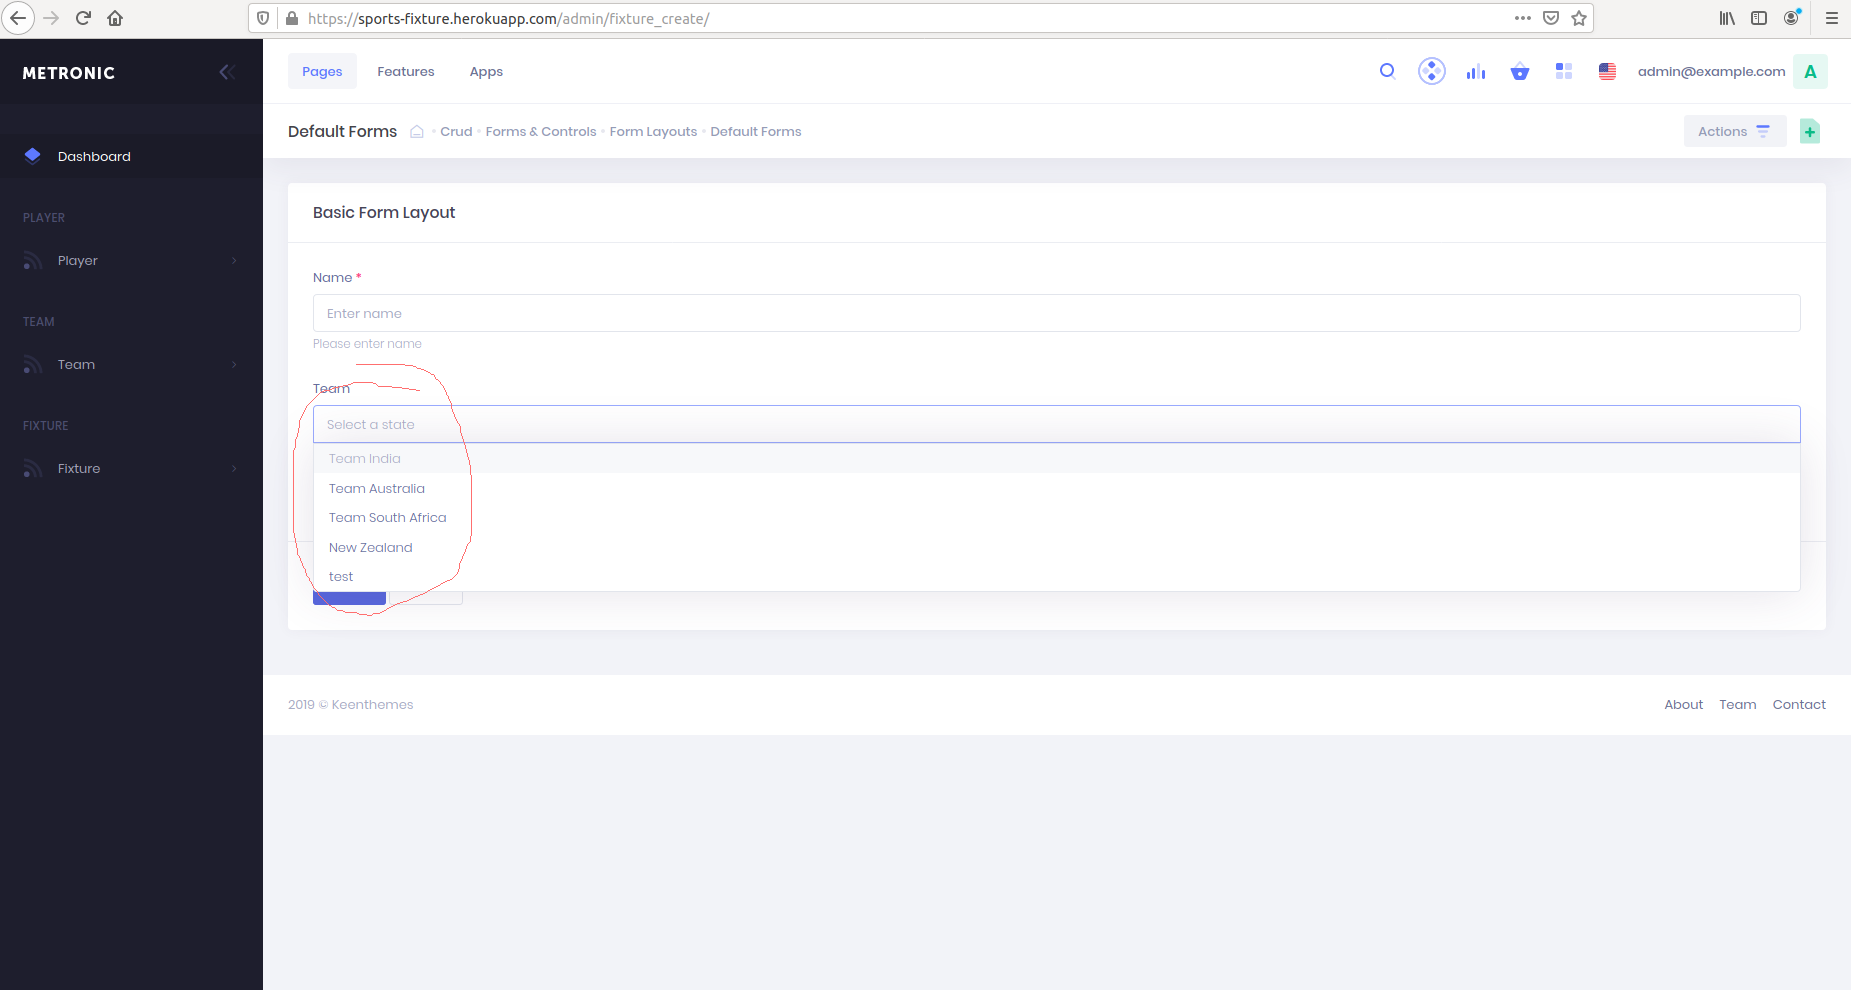 https://sports-fixture.herokuapp.com/admin/fixture_create/
METRONIC
Pages Features Apps
admin@example.com A
Default Forms Crud Forms & Controls Form Layouts Default Forms
Actions
Dashboard
PLAYER
Player
TEAM
Team
FIXTURE
Fixture
Basic Form Layout
Name *
Enter name
Please enter name
Team
Select a state
Team India
Team Australia
Team South Africa
New Zealand
test
2019 © Keenthemes
About Team Contact